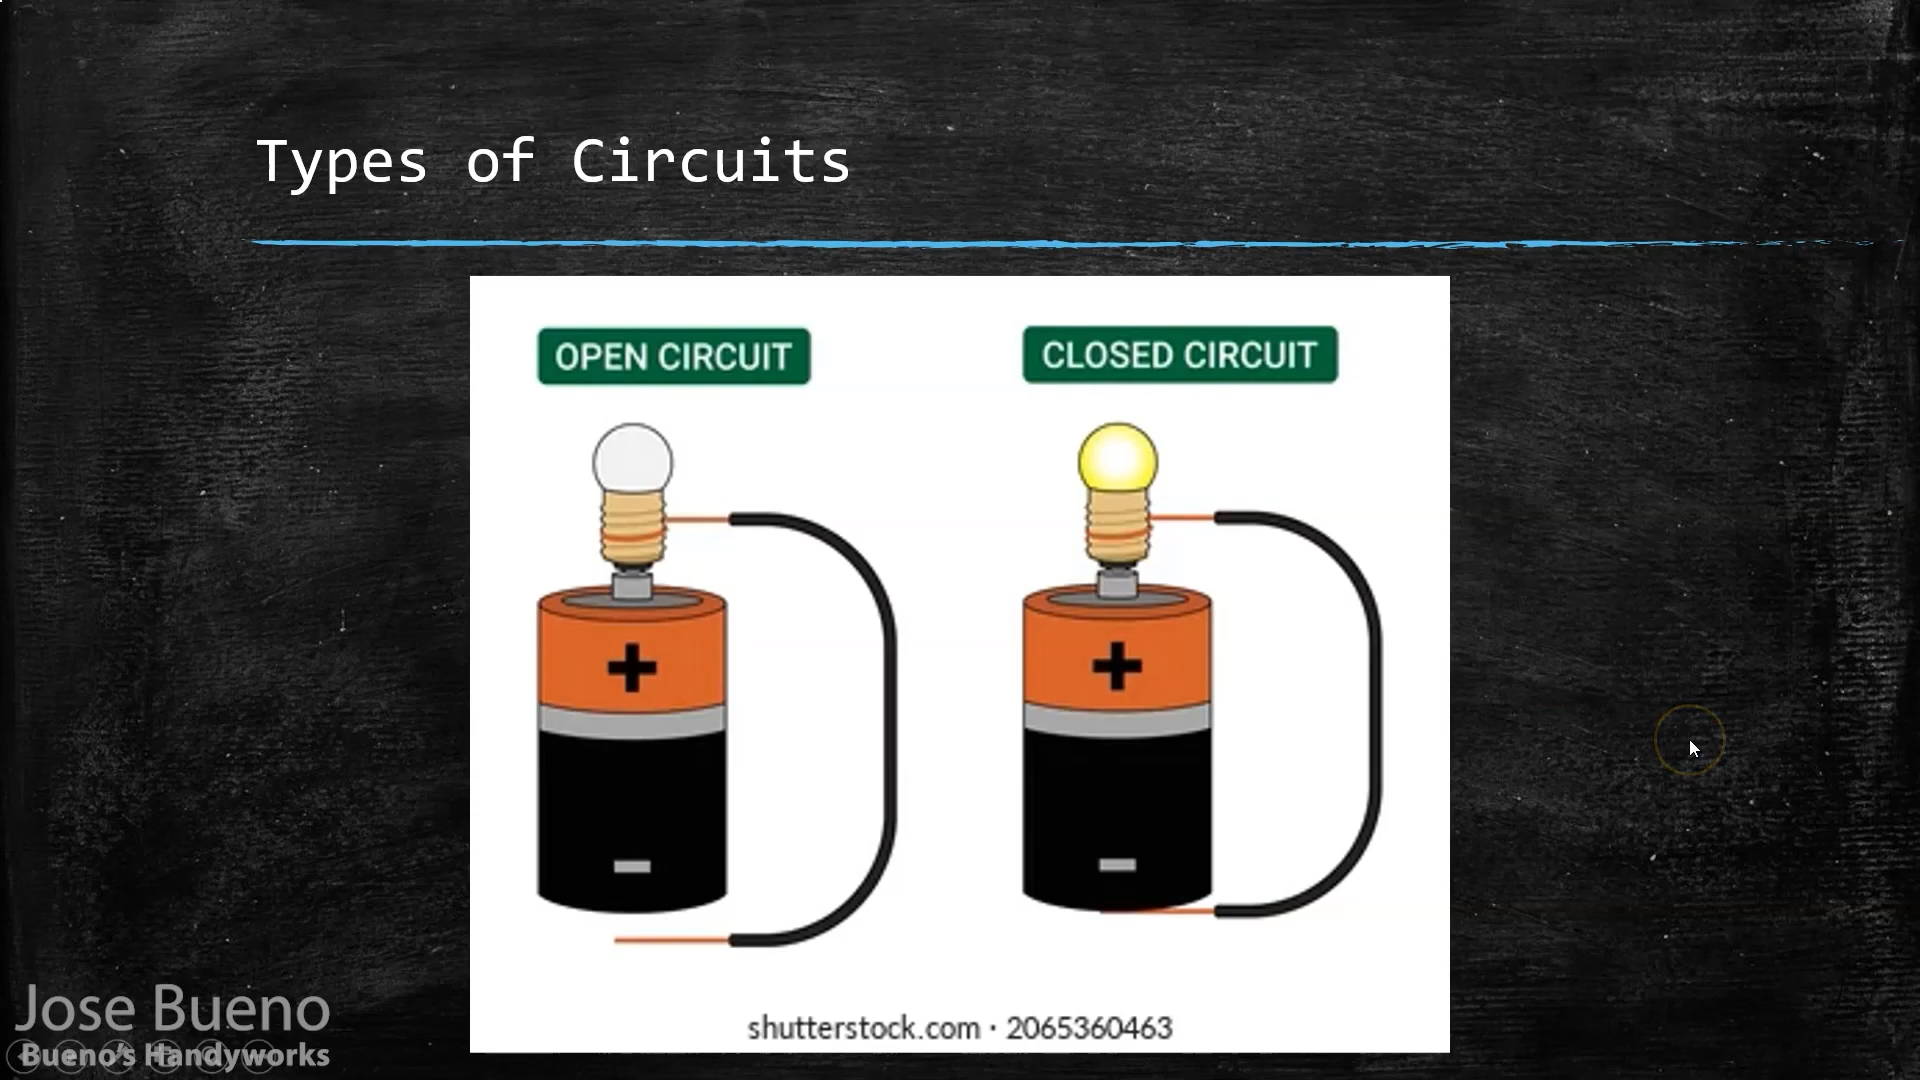 Types of Circuits
OPEN CIRCUIT
CLOSED CIRCUIT
+
+
-
-
shutterstock.com · 2065360463
Jose Bueno
Bueno's Handyworks